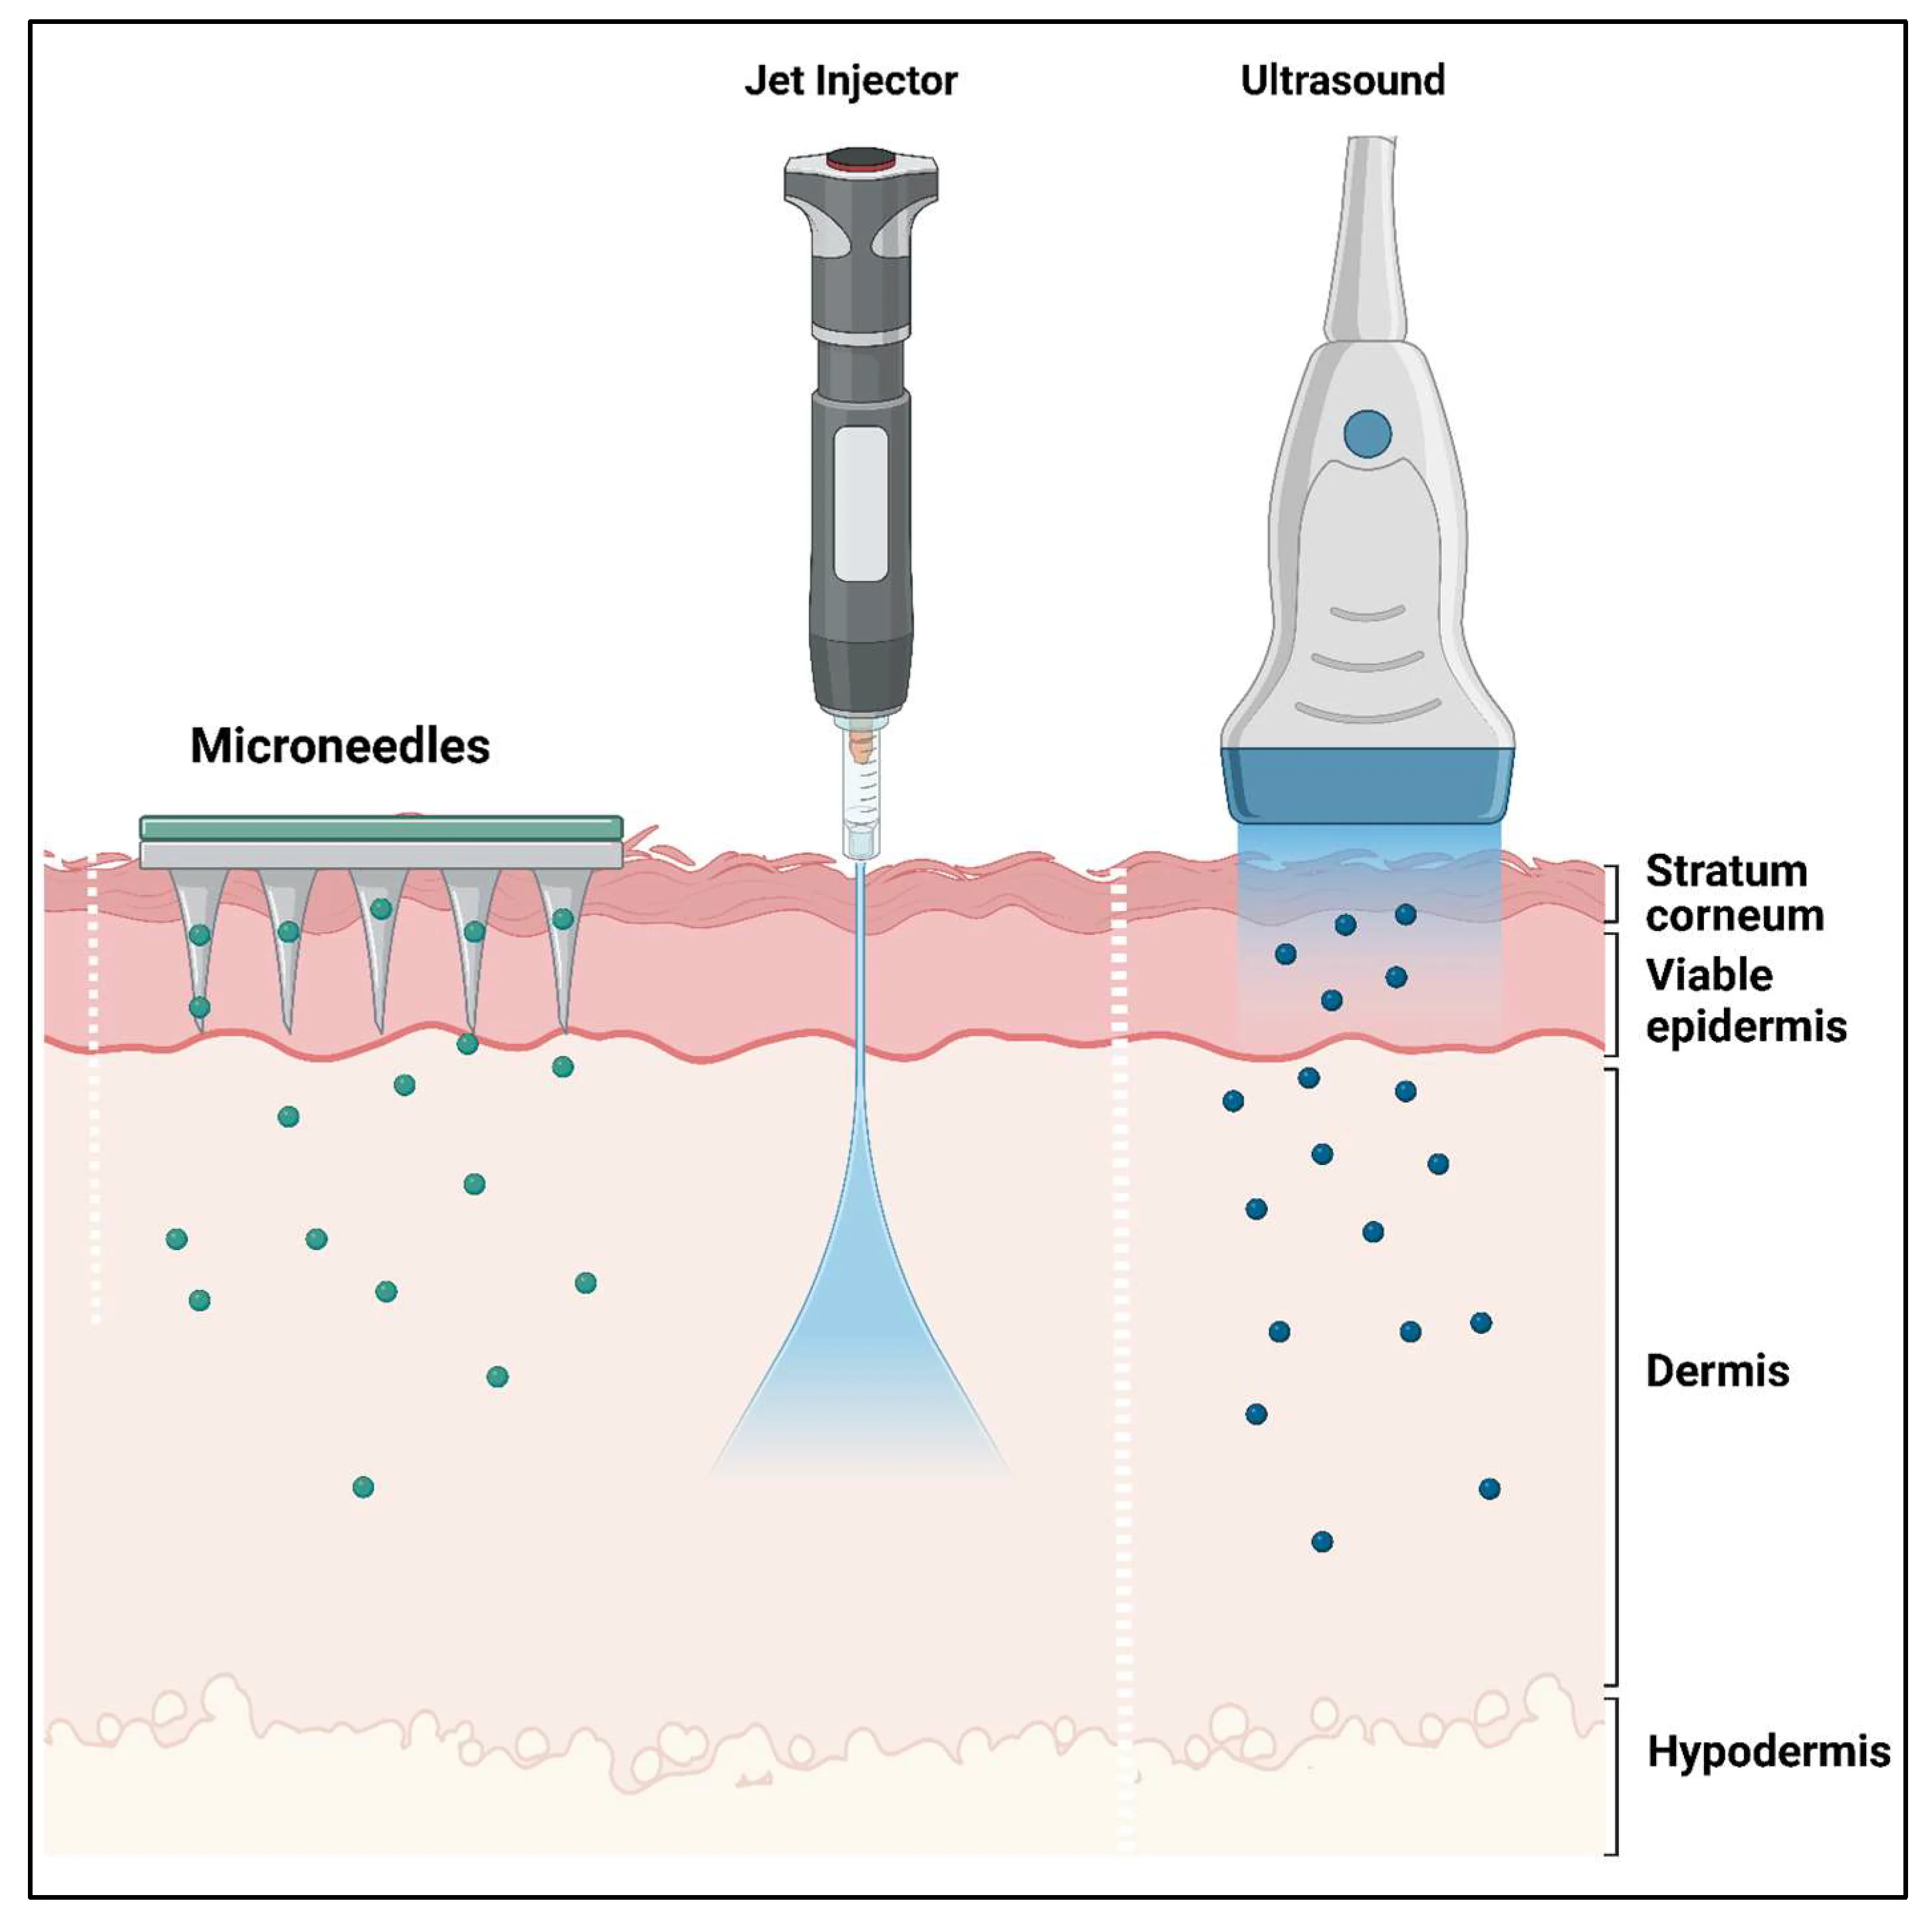 Jet Injector
Ultrasound
Microneedles
Stratum
corneum
Viable
epidermis
Dermis
Hypodermis